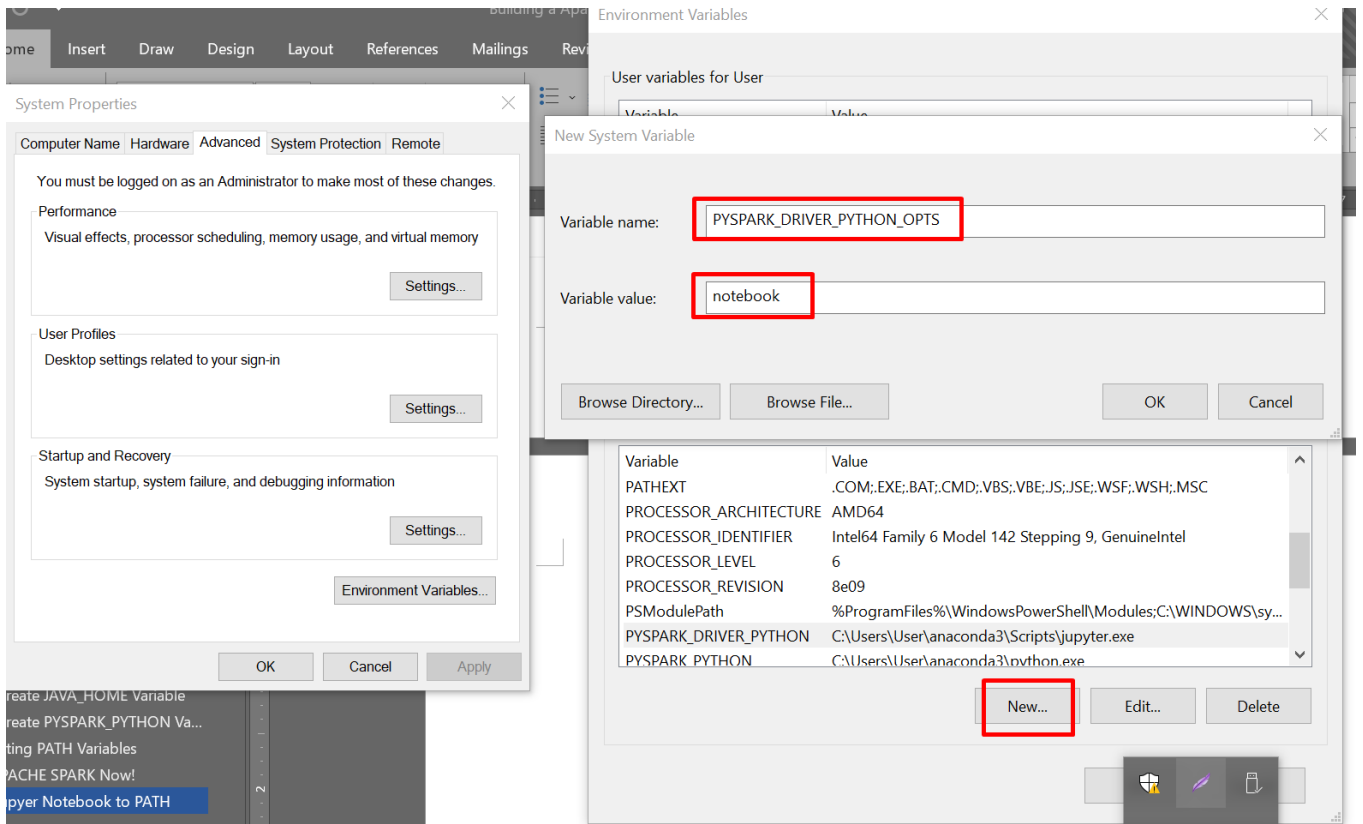 Building a Apa
Home Insert Draw Design Layout References Mailings Revi
System Properties
Computer Name Hardware Advanced System Protection Remote
You must be logged on as an Administrator to make most of these changes.
Performance
Visual effects, processor scheduling, memory usage, and virtual memory
Settings...
User Profiles
Desktop settings related to your sign-in
Settings...
Startup and Recovery
System startup, system failure, and debugging information
Settings...
Environment Variables...
OK Cancel Apply
reate JAVA_HOME Variable
reate PYSPARK_PYTHON Va...
ting PATH Variables
PACHE SPARK Now!
upyer Notebook to PATH
2
Environment Variables
User variables for User
Variable Value
New System Variable
Variable name: PYSPARK_DRIVER_PYTHON_OPTS
Variable value: notebook
Browse Directory... Browse File... OK Cancel
Variable Value
PATHEXT .COM;.EXE;.BAT;.CMD;.VBS;.VBE;.JS;.JSE;.WSF;.WSH;.MSC
PROCESSOR_ARCHITECTURE AMD64
PROCESSOR_IDENTIFIER Intel64 Family 6 Model 142 Stepping 9, GenuineIntel
PROCESSOR_LEVEL 6
PROCESSOR_REVISION 8e09
PSModulePath %ProgramFiles%\WindowsPowerShell\Modules;C:\WINDOWS\sy...
PYSPARK_DRIVER_PYTHON C:\Users\User\anaconda3\Scripts\jupyter.exe
PYSPARK_PYTHON C:\Users\User\anaconda3\python.exe
New... Edit... Delete